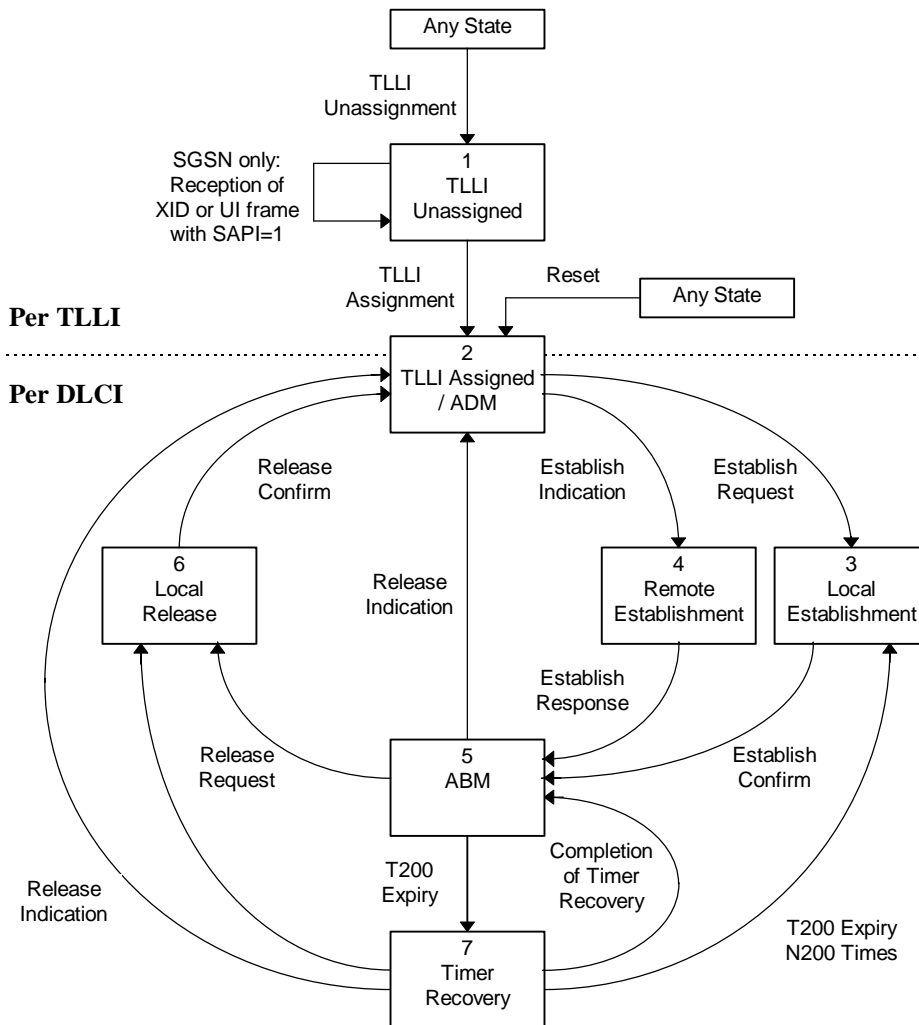 Any State
TLLI
Unassignment
1
TLLI
Unassigned
SGSN only:
Reception of
XID or UI frame
with SAPI=1
TLLI
Assignment
Reset
Any State
Per TLLI
2
TLLI Assigned
/ ADM
Per DLCI
Release
Confirm
Establish
Indication
Establish
Request
6
Local
Release
Release
Indication
4
Remote
Establishment
3
Local
Establishment
Establish
Response
Release
Request
5
ABM
Establish
Confirm
T200
Expiry
Completion
of Timer
Recovery
Release
Indication
T200 Expiry
N200 Times
7
Timer
Recovery